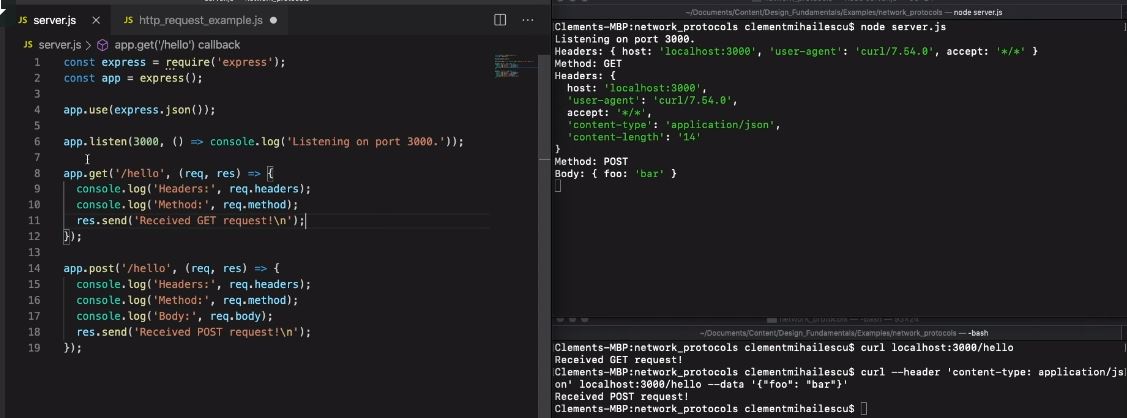 JS server.js ×
JS http_request_example.js ●
JS server.js > app.get('/hello') callback
1 const express = require('express');
2 const app = express();
3
4 app.use(express.json());
5
6 app.listen(3000, () => console.log('Listening on port 3000.'));
7
8 app.get('/hello', (req, res) => {
9 console.log('Headers:', req.headers);
10 console.log('Method:', req.method);
11 res.send('Received GET request!\n');
12 });
13
14 app.post('/hello', (req, res) => {
15 console.log('Headers:', req.headers);
16 console.log('Method:', req.method);
17 console.log('Body:', req.body);
18 res.send('Received POST request!\n');
19 });
~/Documents/Content/Design_Fundamentals/Examples/network_protocols — node server.js
Clements-MBP:network_protocols clementmihailescu$ node server.js
Listening on port 3000.
Headers: { host: 'localhost:3000', 'user-agent': 'curl/7.54.0', accept: '*/*' }
Method: GET
Headers: {
host: 'localhost:3000',
'user-agent': 'curl/7.54.0',
accept: '*/*',
'content-type': 'application/json',
'content-length': '14'
}
Method: POST
Body: { foo: 'bar' }
~/Documents/Content/Design_Fundamentals/Examples/network_protocols — -bash
Clements-MBP:network_protocols clementmihailescu$ curl localhost:3000/hello
Received GET request!
Clements-MBP:network_protocols clementmihailescu$ curl --header 'content-type: application/js
on' localhost:3000/hello --data '{"foo": "bar"}'
Received POST request!
Clements-MBP:network_protocols clementmihailescu$